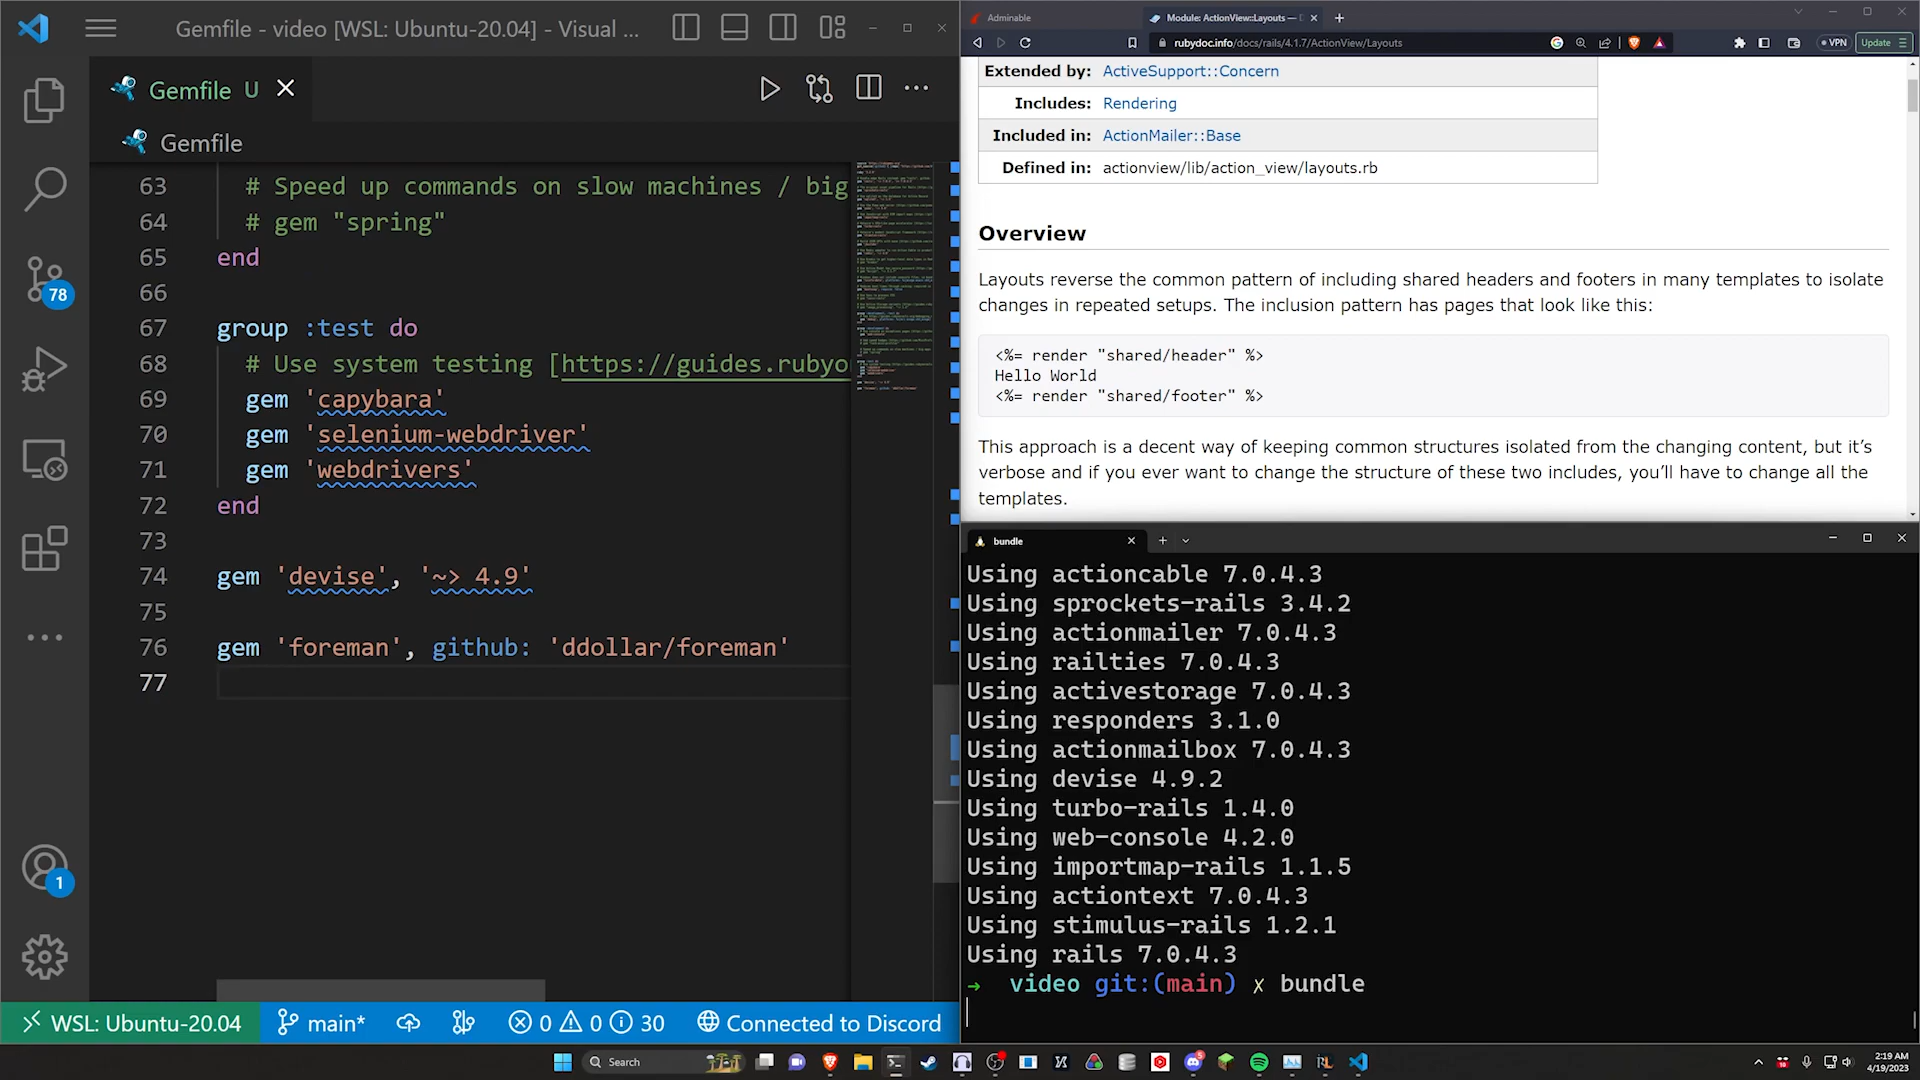 Gemfile - video [WSL: Ubuntu-20.04] - Visual ...
Gemfile U
Gemfile
63 # Speed up commands on slow machines / big
64 # gem "spring"
65 end
66
67 group :test do
68 # Use system testing [https://guides.rubyo
69 gem 'capybara'
70 gem 'selenium-webdriver'
71 gem 'webdrivers'
72 end
73
74 gem 'devise', '~> 4.9'
75
76 gem 'foreman', github: 'ddollar/foreman'
77
78
1
WSL: Ubuntu-20.04 main* 0 0 30 Connected to Discord
Adminable
Module: ActionView::Layouts —
rubydoc.info/docs/rails/4.1.7/ActionView/Layouts
VPN
Update
Extended by: ActiveSupport::Concern
Includes: Rendering
Included in: ActionMailer::Base
Defined in: actionview/lib/action_view/layouts.rb
Overview
Layouts reverse the common pattern of including shared headers and footers in many templates to isolate
changes in repeated setups. The inclusion pattern has pages that look like this:
<%= render "shared/header" %>
Hello World
<%= render "shared/footer" %>
This approach is a decent way of keeping common structures isolated from the changing content, but it’s
verbose and if you ever want to change the structure of these two includes, you’ll have to change all the
templates.
bundle
Using actioncable 7.0.4.3
Using sprockets-rails 3.4.2
Using actionmailer 7.0.4.3
Using railties 7.0.4.3
Using activestorage 7.0.4.3
Using responders 3.1.0
Using actionmailbox 7.0.4.3
Using devise 4.9.2
Using turbo-rails 1.4.0
Using web-console 4.2.0
Using importmap-rails 1.1.5
Using actiontext 7.0.4.3
Using stimulus-rails 1.2.1
Using rails 7.0.4.3
→ video git:(main) ✗ bundle
Search
2:19 AM
4/19/2023